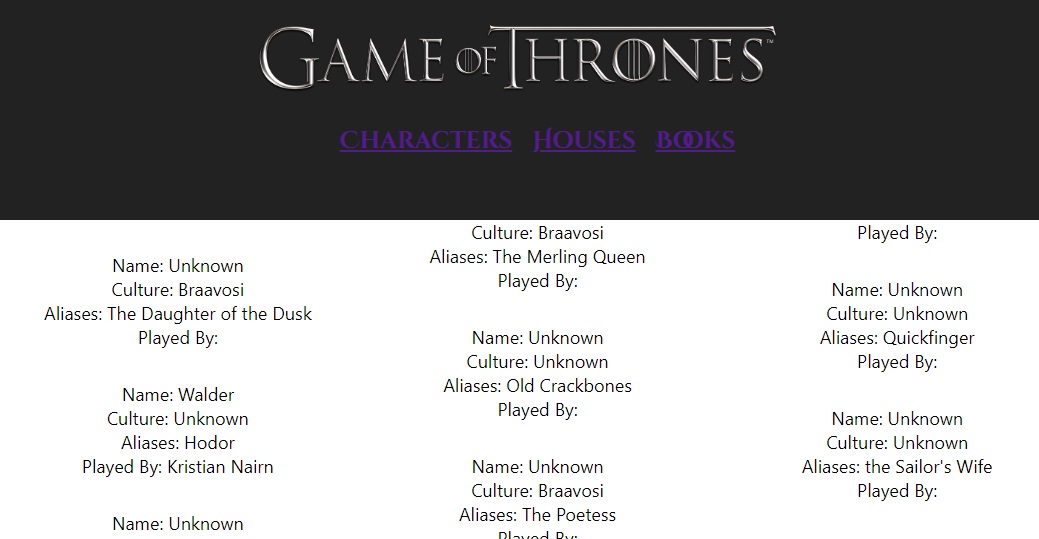 GAME OF THRONES™
CHARACTERS HOUSES BOOKS
Name: Unknown
Culture: Braavosi
Aliases: The Daughter of the Dusk
Played By:
Name: Walder
Culture: Unknown
Aliases: Hodor
Played By: Kristian Nairn
Name: Unknown
Culture: Braavosi
Aliases: The Merling Queen
Played By:
Name: Unknown
Culture: Unknown
Aliases: Old Crackbones
Played By:
Name: Unknown
Culture: Braavosi
Aliases: The Poetess
Played By:
Played By:
Name: Unknown
Culture: Unknown
Aliases: Quickfinger
Played By:
Name: Unknown
Culture: Unknown
Aliases: the Sailor's Wife
Played By: